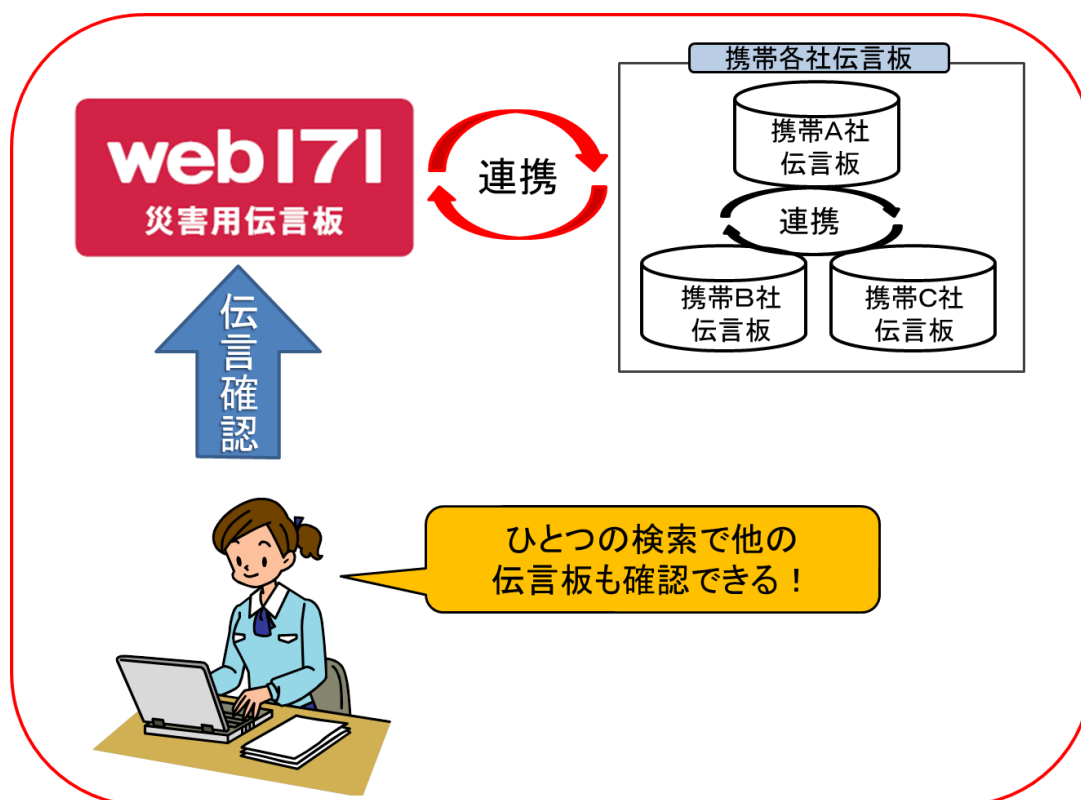 携帯各社伝言板
web171
災害用伝言板
連携
携帯A社
伝言板
連携
携帯B社
伝言板
携帯C社
伝言板
伝言確認
ひとつの検索で他の
伝言板も確認できる！